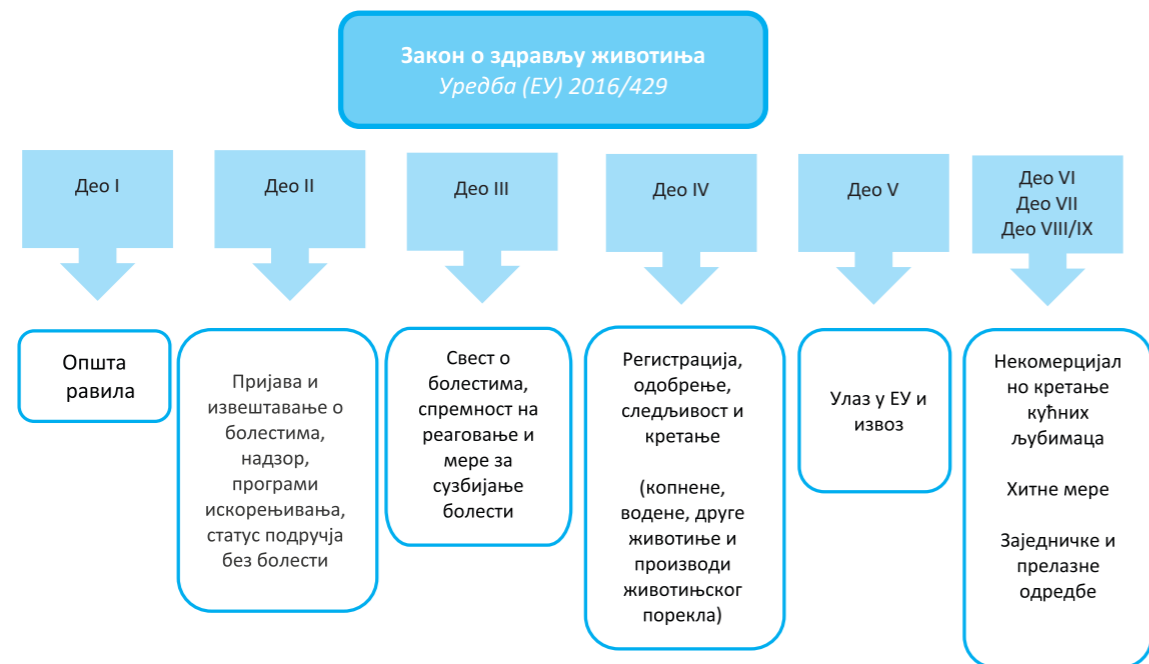 Закон о здрављу животиња
Уредба (ЕУ) 2016/429
Део I
Део II
Део III
Део IV
Део V
Део VI
Део VII
Део VIII/IX
Општа
равила
Пријава и
извештавање о
болестима,
надзор,
програми
искорењивања,
статус подручја
без болести
Свест о
болестима,
спремност на
реаговање и
мере за
сузбијање
болести
Регистрација,
одобрење,
следљивост и
кретање
(копнене,
водене, друге
животиње и
производи
животињског
порекла)
Улаз у ЕУ и
извоз
Некомерцијал
но кретање
кућних
љубимаца
Хитне мере
Заједничке и
прелазне
одредбе